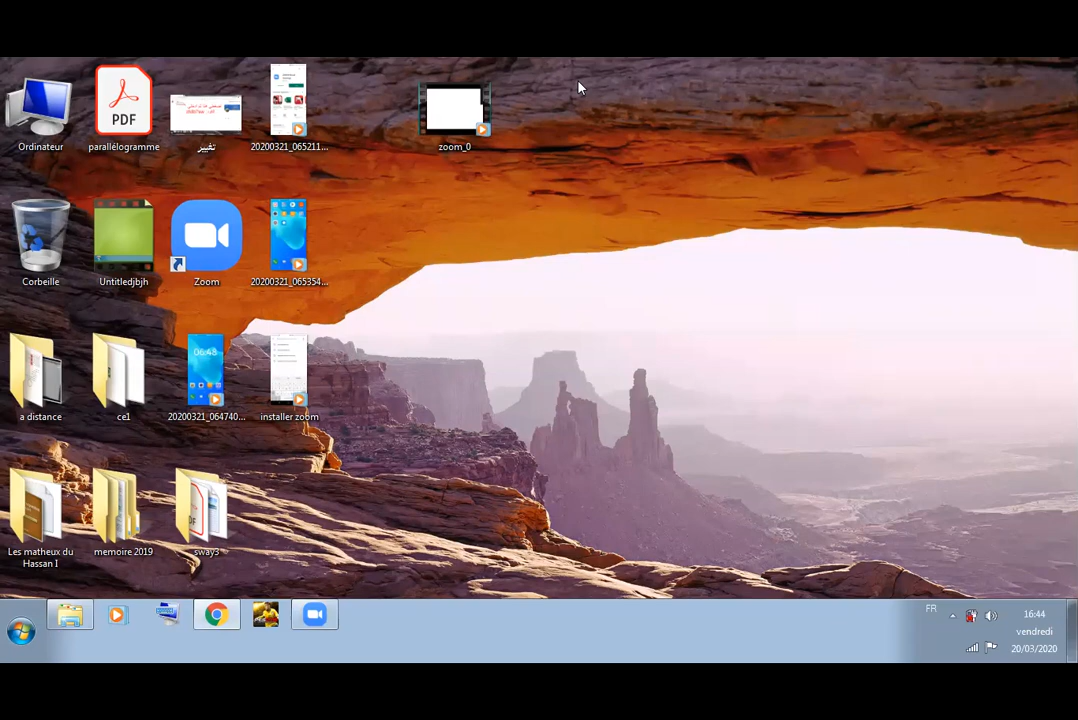 PDF
Ordinateur
parallélogramme
تغيير
20200321_065211...
zoom_0
Corbeille
Untitledjbjh
Zoom
20200321_065354...
06:48
a distance
ce1
20200321_064740...
installer zoom
Les matheux du
Hassan I
memoire 2019
sway3
FR
16:44
vendredi
20/03/2020